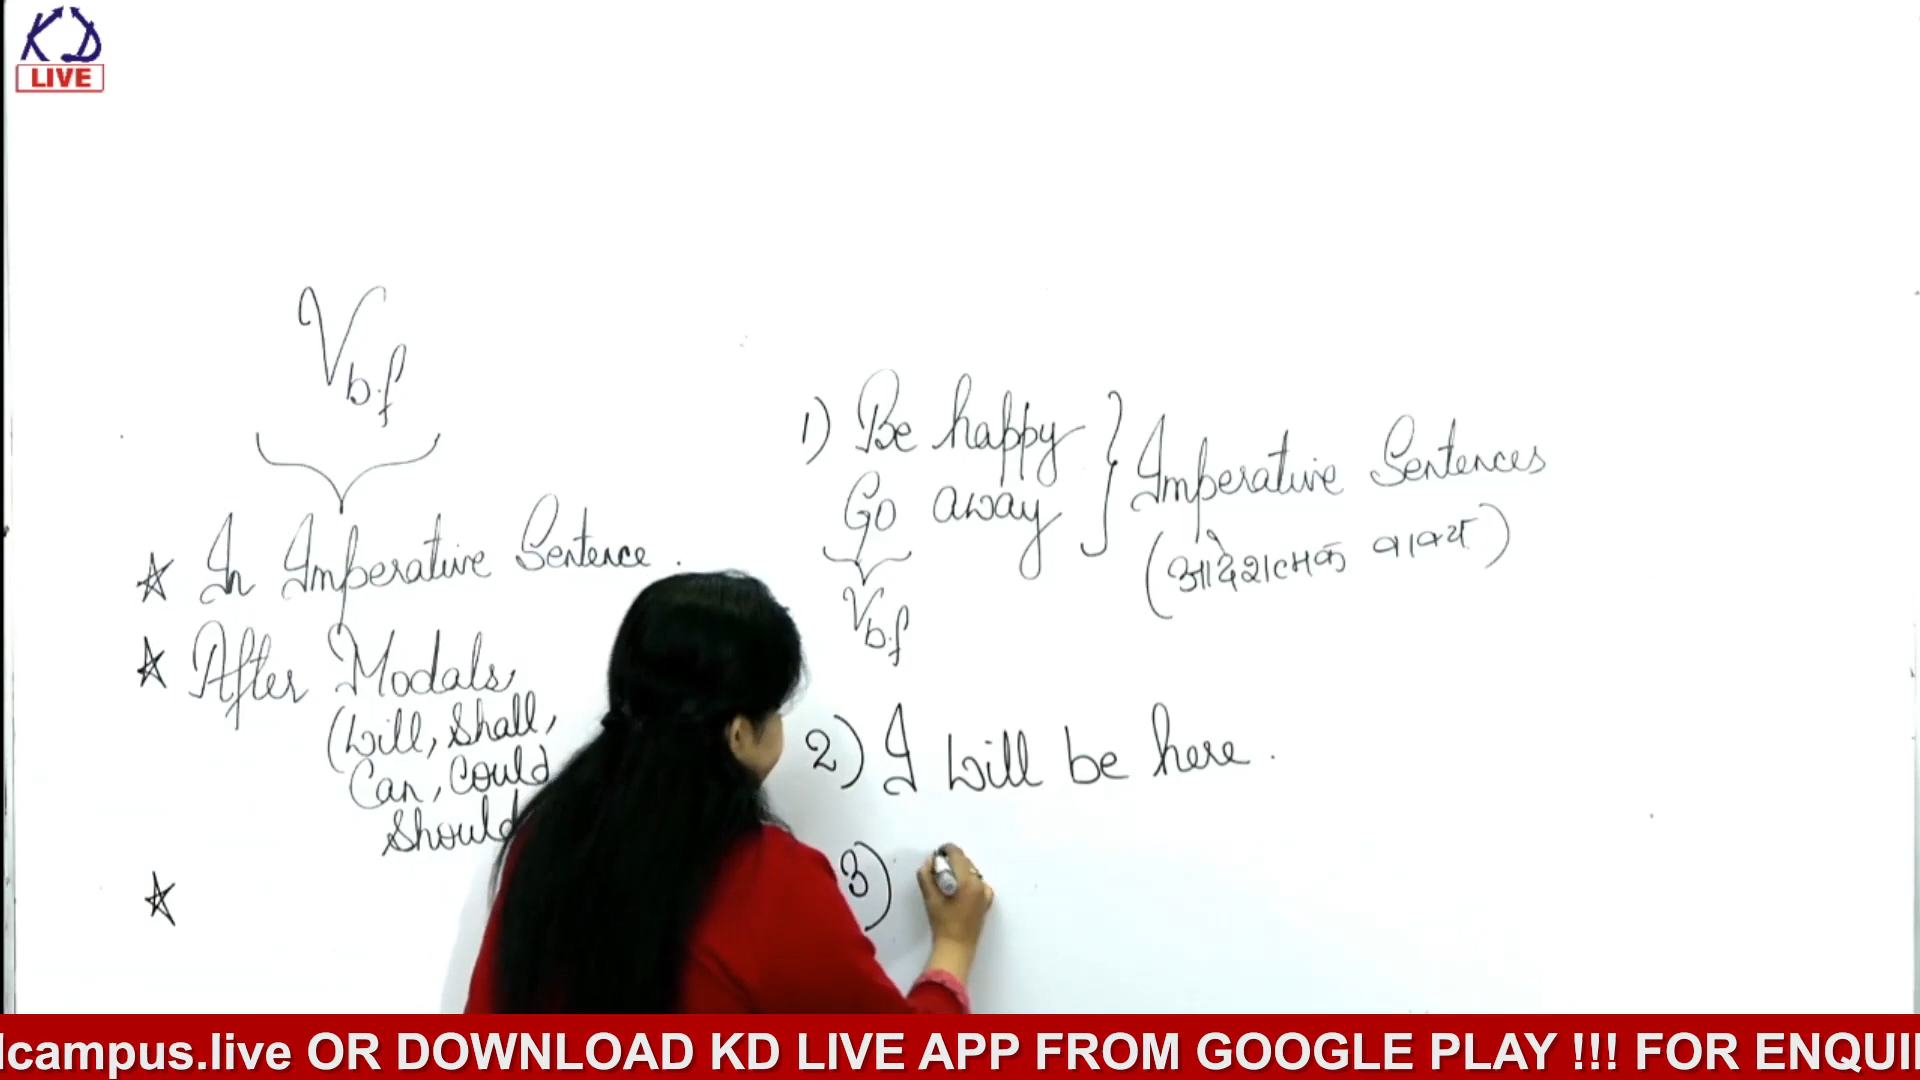 KD
LIVE
V b.f
☆ In Imperative Sentence.
☆ After Modals
(Will, Shall,
Can, Could
Should
☆
1) Be happy
Go away
} Imperative Sentences
(आदेशात्मक वाक्य)
V b.f
2) I will be here.
3)
campus.live OR DOWNLOAD KD LIVE APP FROM GOOGLE PLAY !!! FOR ENQUI